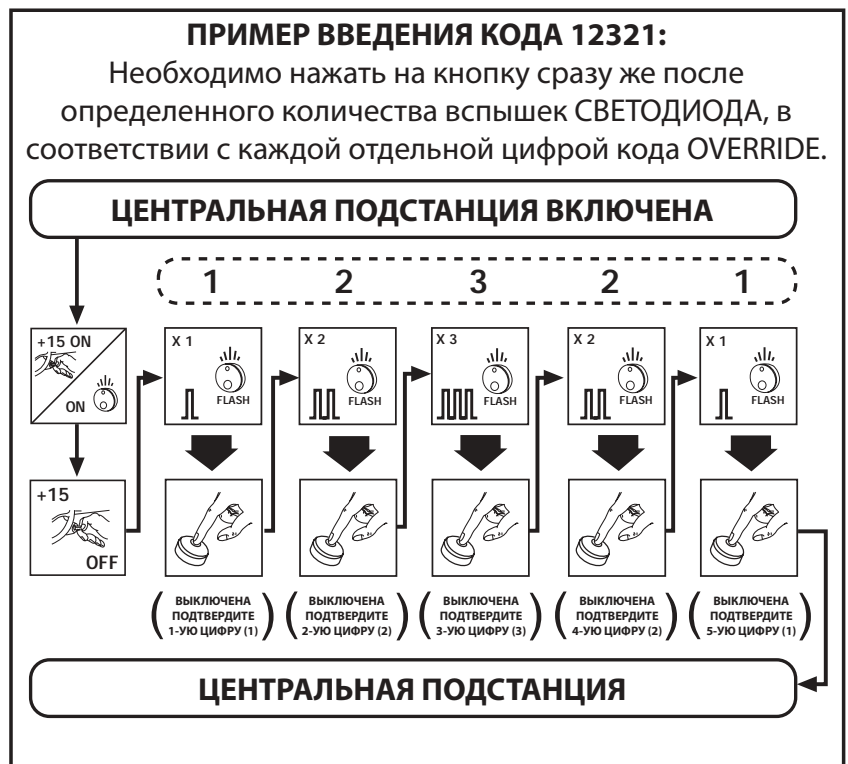 ПРИМЕР ВВЕДЕНИЯ КОДА 12321:
Необходимо нажать на кнопку сразу же после
определенного количества вспышек СВЕТОДИОДА, в
соответствии с каждой отдельной цифрой кода OVERRIDE.
ЦЕНТРАЛЬНАЯ ПОДСТАНЦИЯ ВКЛЮЧЕНА
1 2 3 2 1
+15 ON
ON
X 1
FLASH
X 2
FLASH
X 3
FLASH
X 2
FLASH
X 1
FLASH
+15
OFF
(ВЫКЛЮЧЕНА
ПОДТВЕРДИТЕ
1-УЮ ЦИФРУ (1))
(ВЫКЛЮЧЕНА
ПОДТВЕРДИТЕ
2-УЮ ЦИФРУ (2))
(ВЫКЛЮЧЕНА
ПОДТВЕРДИТЕ
3-УЮ ЦИФРУ (3))
(ВЫКЛЮЧЕНА
ПОДТВЕРДИТЕ
4-УЮ ЦИФРУ (2))
(ВЫКЛЮЧЕНА
ПОДТВЕРДИТЕ
5-УЮ ЦИФРУ (1))
ЦЕНТРАЛЬНАЯ ПОДСТАНЦИЯ